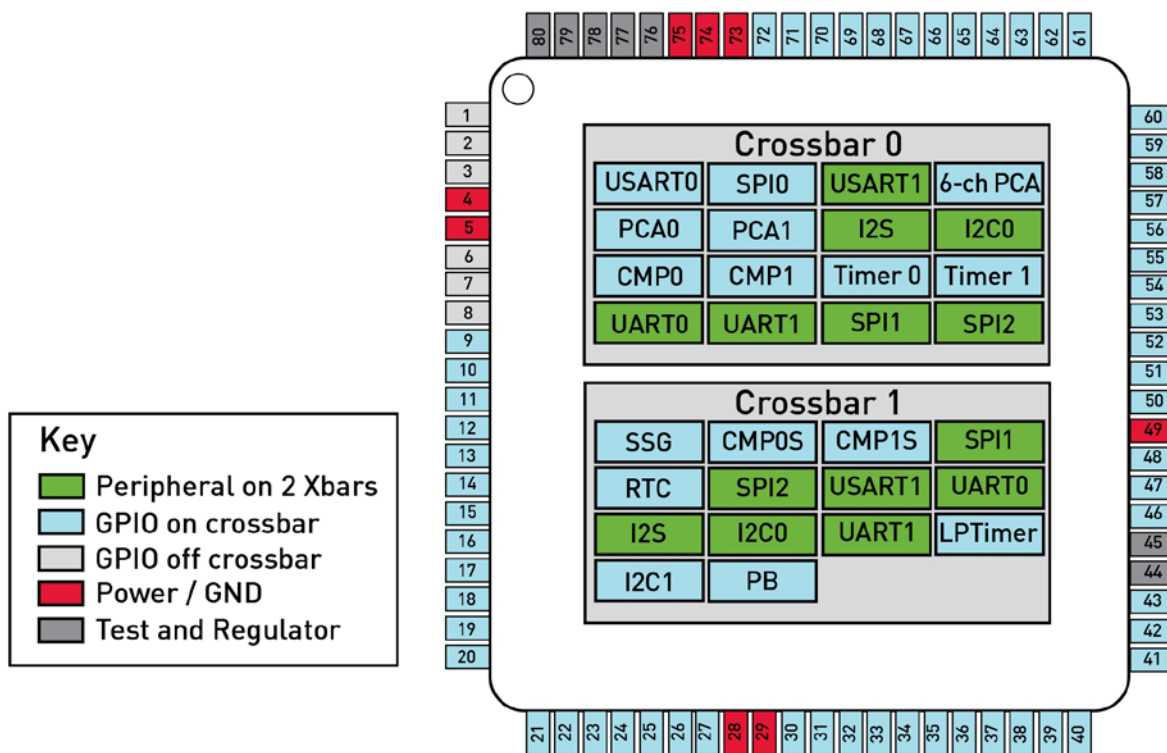 80 79 78 77 76 75 74 73 72 71 70 69 68 67 66 65 64 63 62 61
1
2
3
4
5
6
7
8
9
10
11
12
13
14
15
16
17
18
19
20
Crossbar 0
USART0 SPI0 USART1 6-ch PCA
PCA0 PCA1 I2S I2C0
CMP0 CMP1 Timer 0 Timer 1
UART0 UART1 SPI1 SPI2
Crossbar 1
SSG CMP0S CMP1S SPI1
RTC SPI2 USART1 UART0
I2S I2C0 UART1 LPTimer
I2C1 PB
60
59
58
57
56
55
54
53
52
51
50
49
48
47
46
45
44
43
42
41
21 22 23 24 25 26 27 28 29 30 31 32 33 34 35 36 37 38 39 40
Key
Peripheral on 2 Xbars
GPIO on crossbar
GPIO off crossbar
Power / GND
Test and Regulator